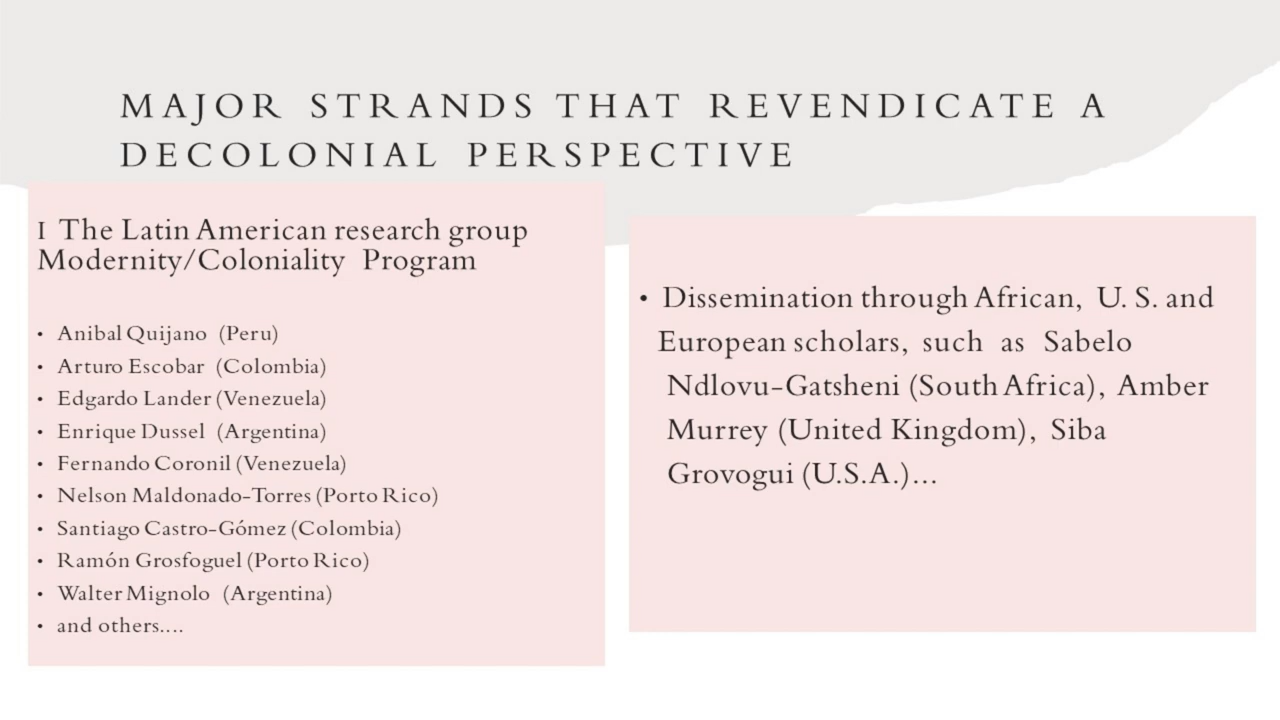 MAJOR STRANDS THAT REVENDICATE A
DECOLONIAL PERSPECTIVE
I The Latin American research group
Modernity/Coloniality Program
• Anibal Quijano (Peru)
• Arturo Escobar (Colombia)
• Edgardo Lander (Venezuela)
• Enrique Dussel (Argentina)
• Fernando Coronil (Venezuela)
• Nelson Maldonado-Torres (Porto Rico)
• Santiago Castro-Gómez (Colombia)
• Ramón Grosfoguel (Porto Rico)
• Walter Mignolo (Argentina)
• and others....
• Dissemination through African, U. S. and
European scholars, such as Sabelo
Ndlovu-Gatsheni (South Africa), Amber
Murrey (United Kingdom), Siba
Grovogui (U.S.A.)...